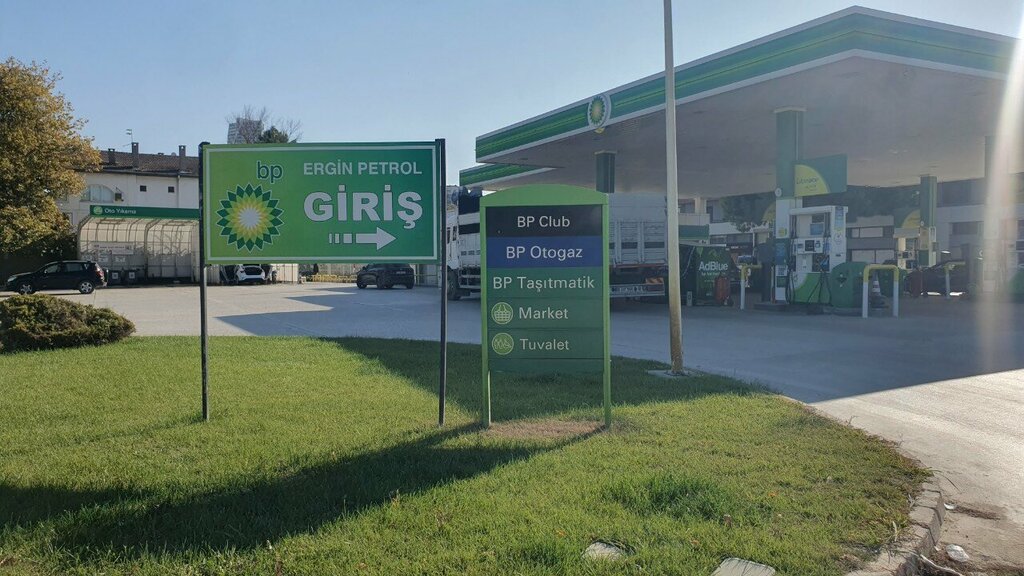 Oto Yıkama
bp
ERGİN PETROL
GİRİŞ
BP Club
BP Otogaz
BP Taşıtmatik
Market
Tuvalet
AdBlue